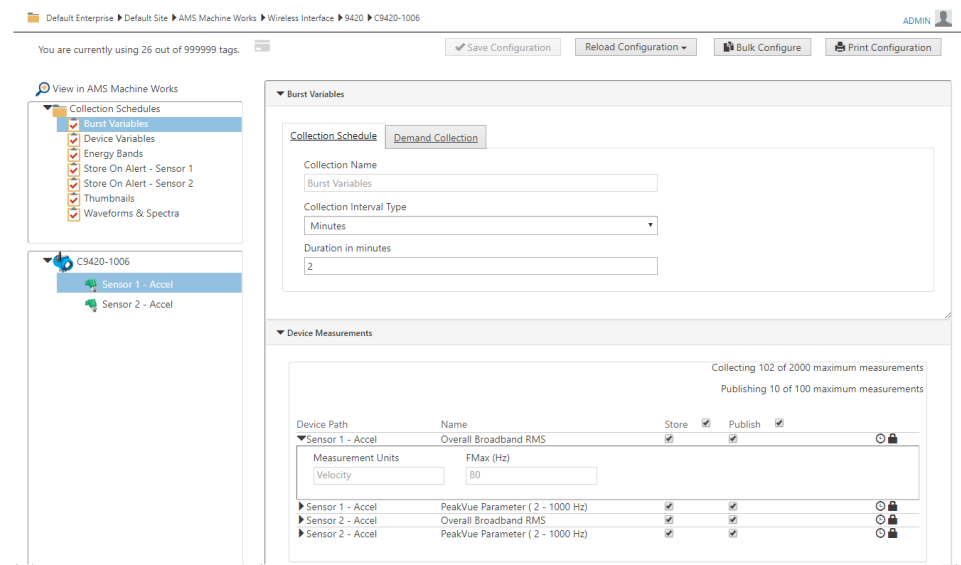 Default Enterprise Default Site AMS Machine Works Wireless Interface 9420 C9420-1006
ADMIN
You are currently using 26 out of 999999 tags.
Save Configuration
Reload Configuration
Bulk Configure
Print Configuration
View in AMS Machine Works
Collection Schedules
Burst Variables
Device Variables
Energy Bands
Store On Alert - Sensor 1
Store On Alert - Sensor 2
Thumbnails
Waveforms & Spectra
C9420-1006
Sensor 1 - Accel
Sensor 2 - Accel
Burst Variables
Collection Schedule
Demand Collection
Collection Name
Burst Variables
Collection Interval Type
Minutes
Duration in minutes
2
Device Measurements
Collecting 102 of 2000 maximum measurements
Publishing 10 of 100 maximum measurements
Device Path Name Store Publish
Sensor 1 - Accel Overall Broadband RMS
Measurement Units FMax (Hz)
Velocity 80
Sensor 1 - Accel PeakVue Parameter ( 2 - 1000 Hz)
Sensor 2 - Accel Overall Broadband RMS
Sensor 2 - Accel PeakVue Parameter ( 2 - 1000 Hz)